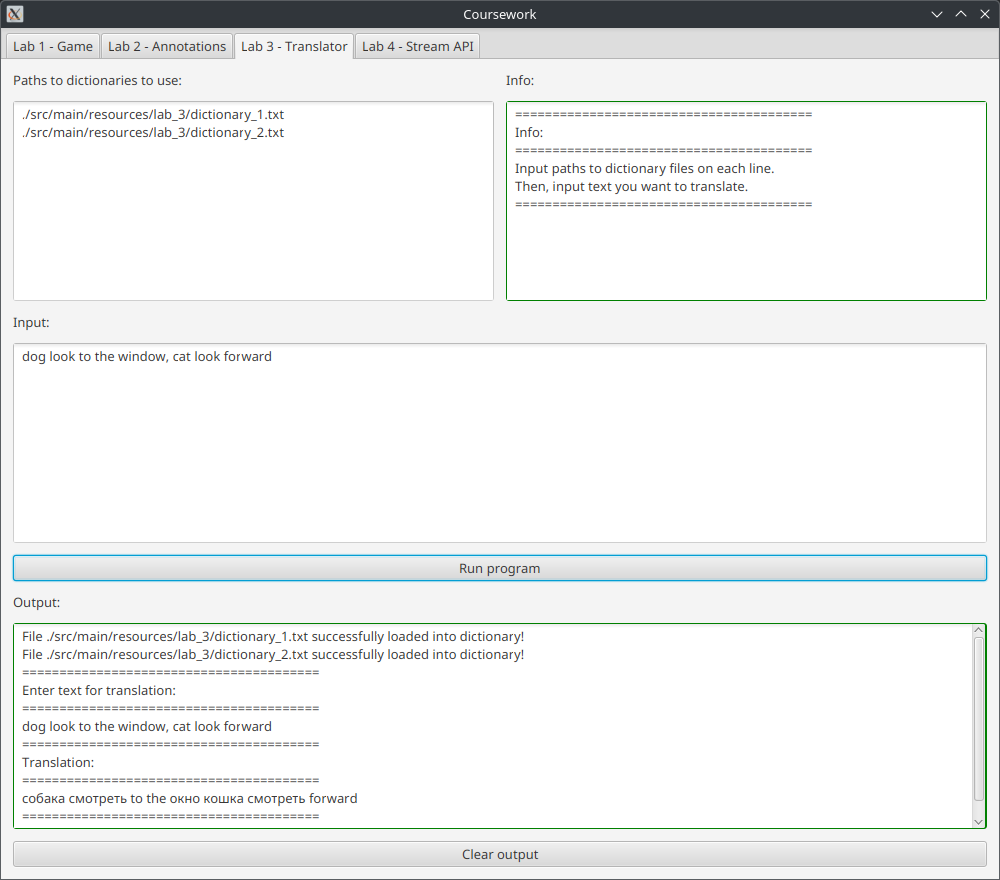 Coursework
Lab 1 - Game
Lab 2 - Annotations
Lab 3 - Translator
Lab 4 - Stream API
Paths to dictionaries to use:
./src/main/resources/lab_3/dictionary_1.txt
./src/main/resources/lab_3/dictionary_2.txt
Info:
========================================
Info:
========================================
Input paths to dictionary files on each line.
Then, input text you want to translate.
========================================
Input:
dog look to the window, cat look forward
Run program
Output:
File ./src/main/resources/lab_3/dictionary_1.txt successfully loaded into dictionary!
File ./src/main/resources/lab_3/dictionary_2.txt successfully loaded into dictionary!
========================================
Enter text for translation:
========================================
dog look to the window, cat look forward
========================================
Translation:
========================================
собака смотреть to the окно кошка смотреть forward
========================================
Clear output